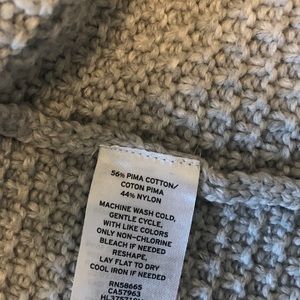 56% PIMA COTTON/
COTON PIMA
44% NYLON
MACHINE WASH COLD,
GENTLE CYCLE,
WITH LIKE COLORS
ONLY NON-CHLORINE
BLEACH IF NEEDED
RESHAPE,
LAY FLAT TO DRY
COOL IRON IF NEEDED
RN58665
CA57963